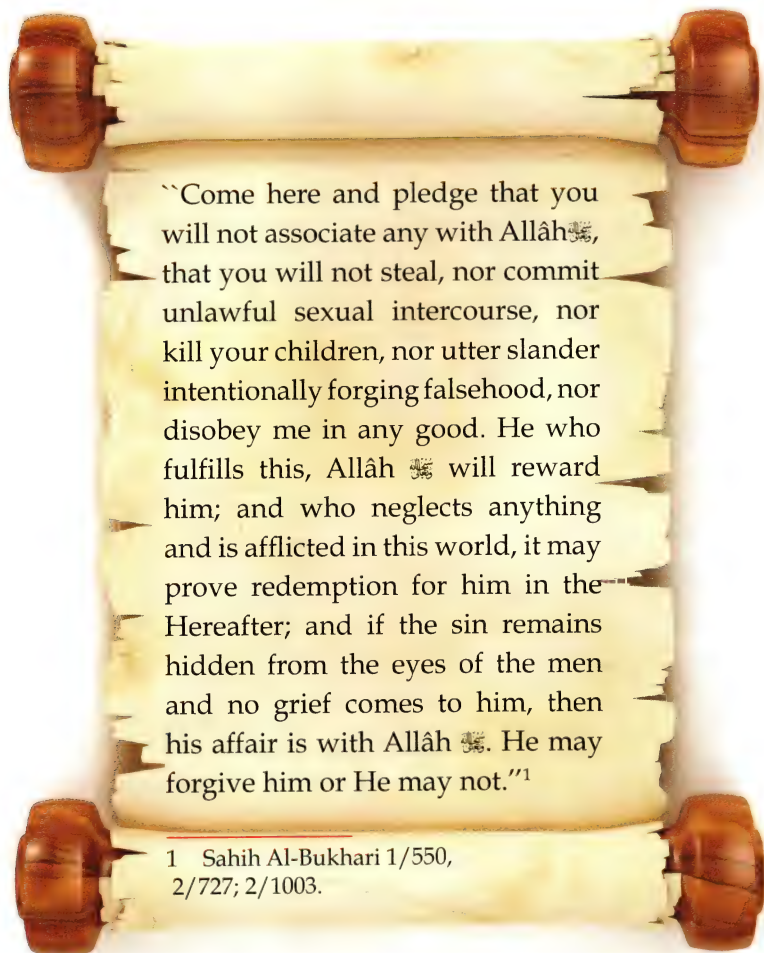 ``Come here and pledge that you
will not associate any with Allâhﷻ,
that you will not steal, nor commit
unlawful sexual intercourse, nor
kill your children, nor utter slander
intentionally forging falsehood, nor
disobey me in any good. He who
fulfills this, Allâh ﷻ will reward
him; and who neglects anything
and is afflicted in this world, it may
prove redemption for him in the
Hereafter; and if the sin remains
hidden from the eyes of the men
and no grief comes to him, then
his affair is with Allâh ﷻ. He may
forgive him or He may not.”¹
1 Sahih Al-Bukhari 1/550,
2/727; 2/1003.